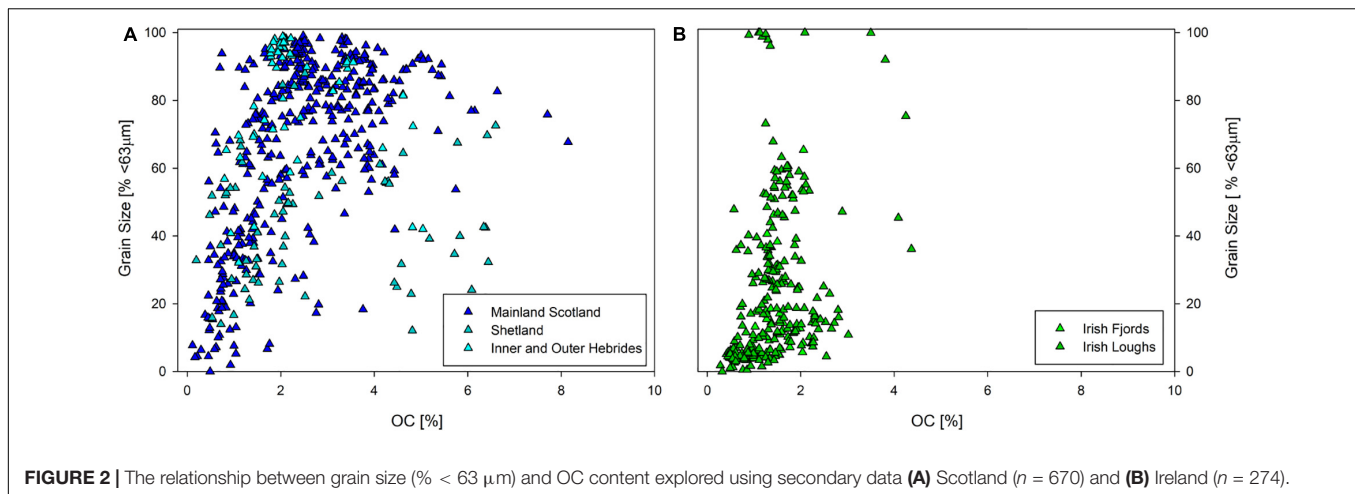 A
100
80
60
40
20
0
Grain Size [% <63µm]
0 2 4 6 8 10
OC [%]
Mainland Scotland
Shetland
Inner and Outer Hebrides
B
100
80
60
40
20
0
Grain Size [ % <63µm]
0 2 4 6 8 10
OC [%]
Irish Fjords
Irish Loughs
FIGURE 2 | The relationship between grain size (% < 63 µm) and OC content explored using secondary data (A) Scotland (n = 670) and (B) Ireland (n = 274).